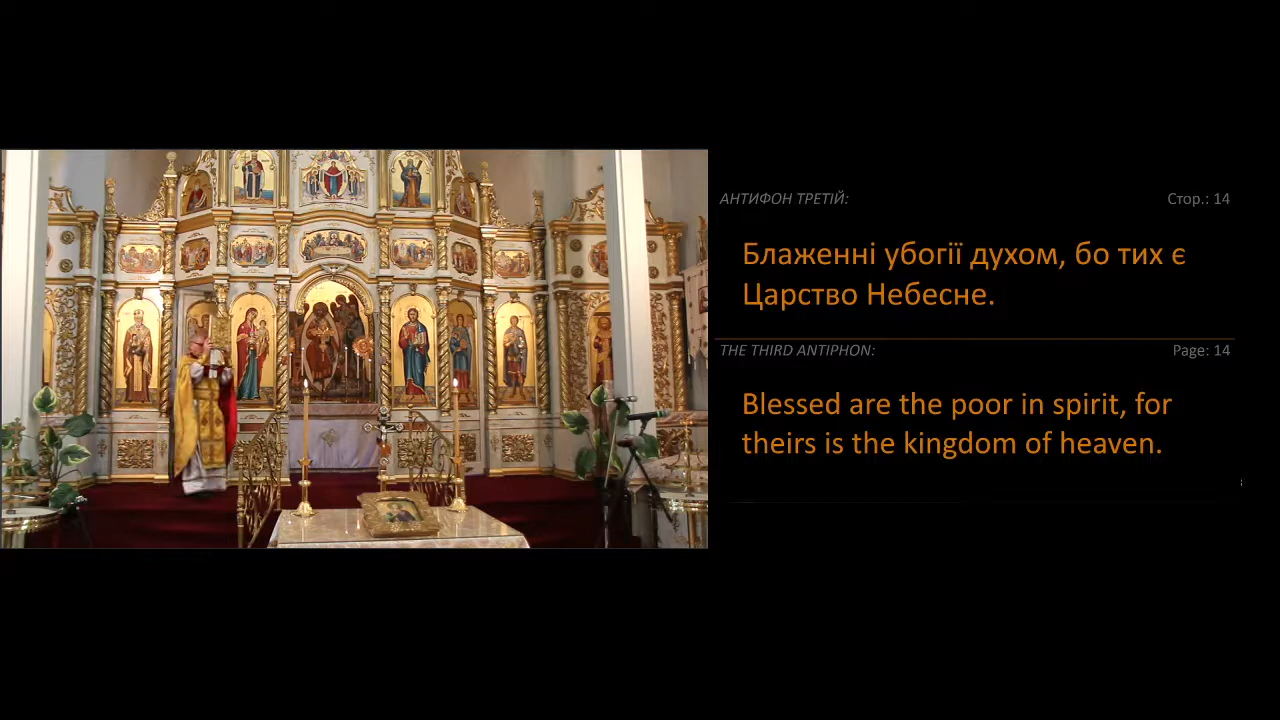 АНТИФОН ТРЕТІЙ: Стор.: 14
Блаженні убогії духом, бо тих є
Царство Небесне.
THE THIRD ANTIPHON: Page: 14
Blessed are the poor in spirit, for
theirs is the kingdom of heaven.